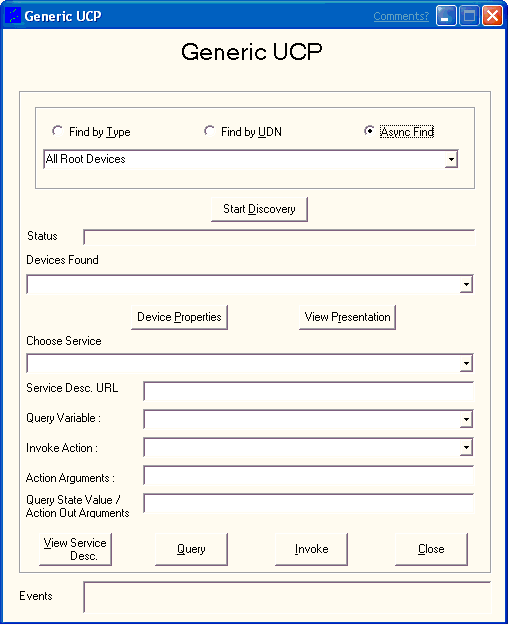 Generic UCP
Comments?
Generic UCP
Find by Type
Find by UDN
Async Find
All Root Devices
Start Discovery
Status
Devices Found
Device Properties
View Presentation
Choose Service
Service Desc. URL
Query Variable :
Invoke Action :
Action Arguments :
Query State Value /
Action Out Arguments
View Service
Desc.
Query
Invoke
Close
Events